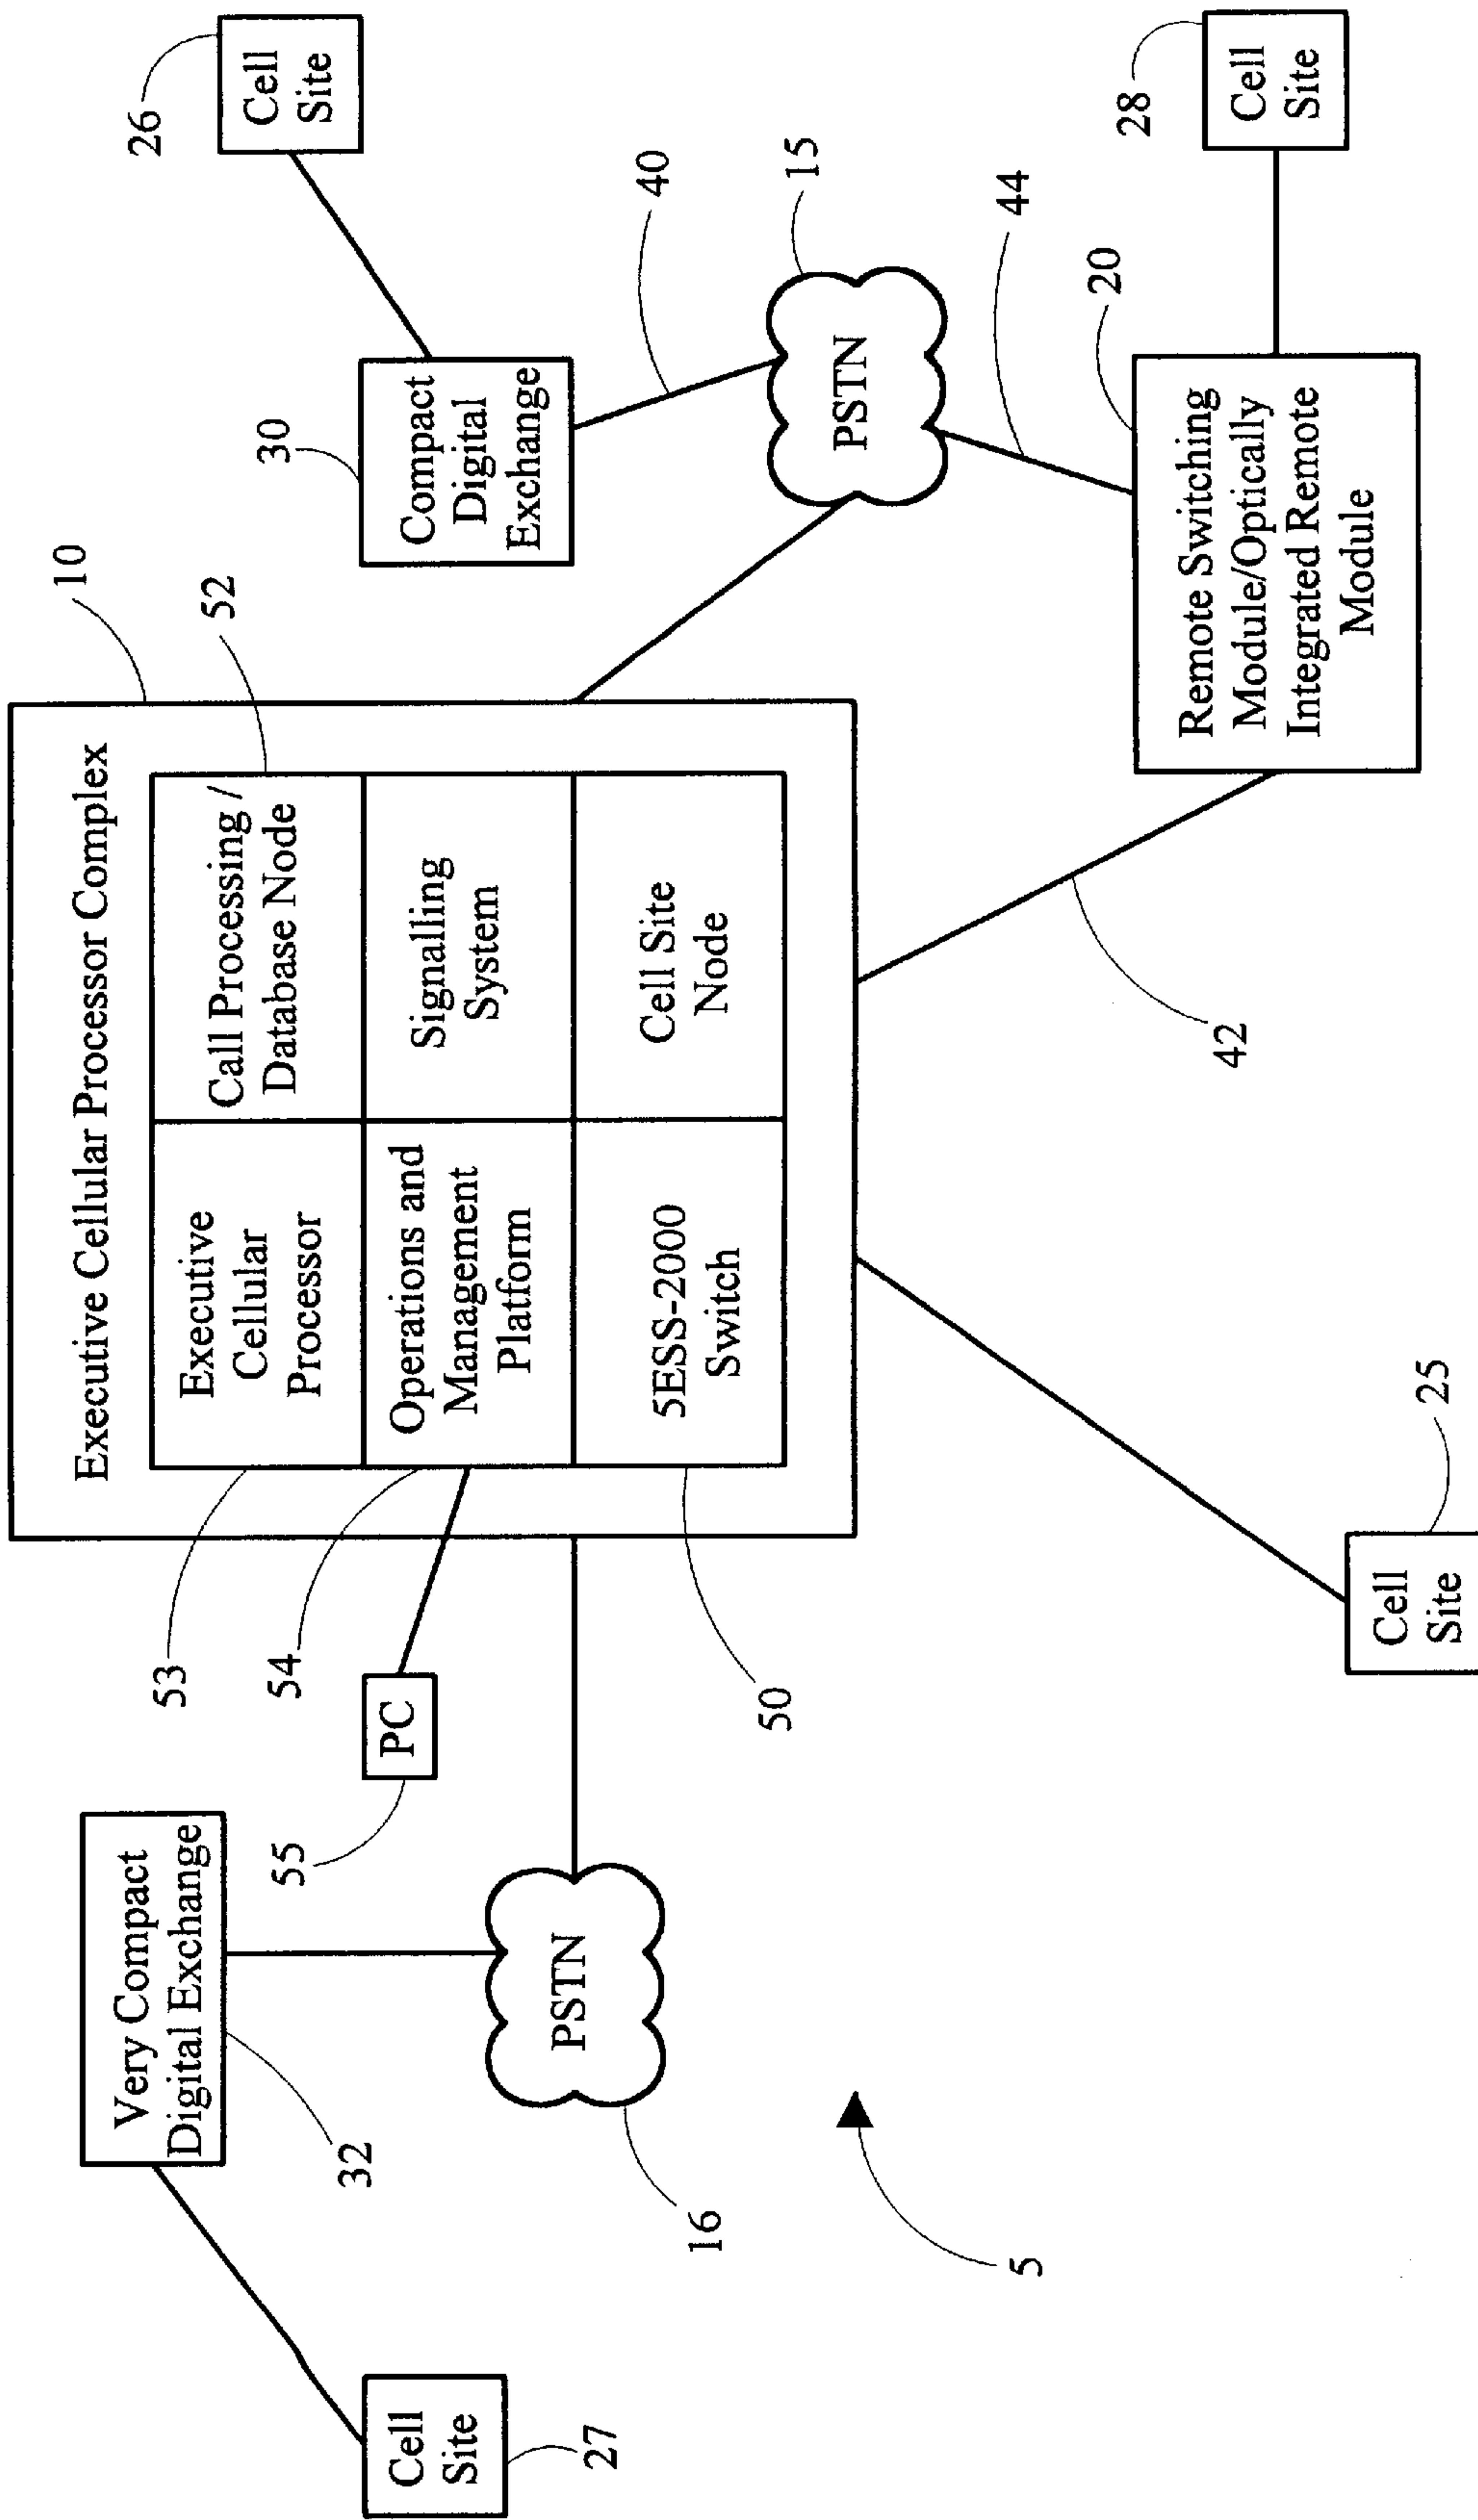 Executive Cellular Processor Complex
10
Executive
Cellular
Processor
Call Processing /
Database Node
52
Operations and
Management
Platform
Signalling
System
5ESS-2000
Switch
Cell Site
Node
53
54
50
PC
55
Very Compact
Digital Exchange
32
Cell
Site
27
PSTN
16
5
Cell
Site
25
42
Compact
Digital
Exchange
30
Cell
Site
26
40
PSTN
15
44
Remote Switching
Module/Optically
Integrated Remote
Module
20
Cell
Site
28